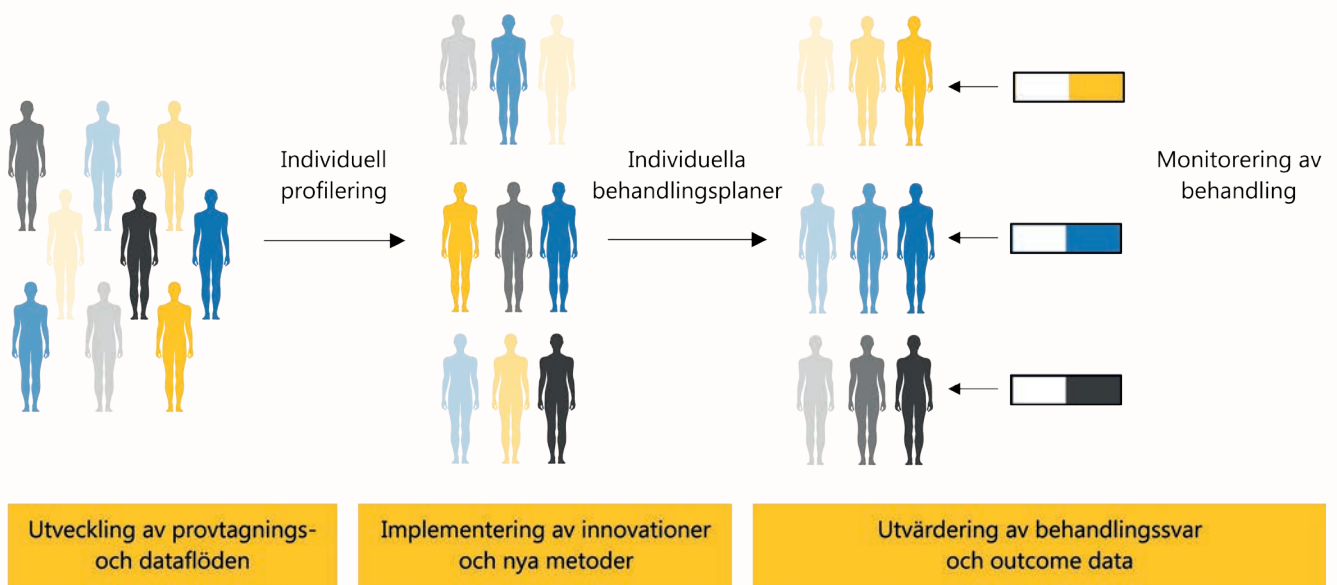 Individuell
profilering
Individuella
behandlingsplaner
Monitorering av
behandling
Utveckling av provtagnings-
och dataflöden
Implementering av innovationer
och nya metoder
Utvärdering av behandlingssvar
och outcome data